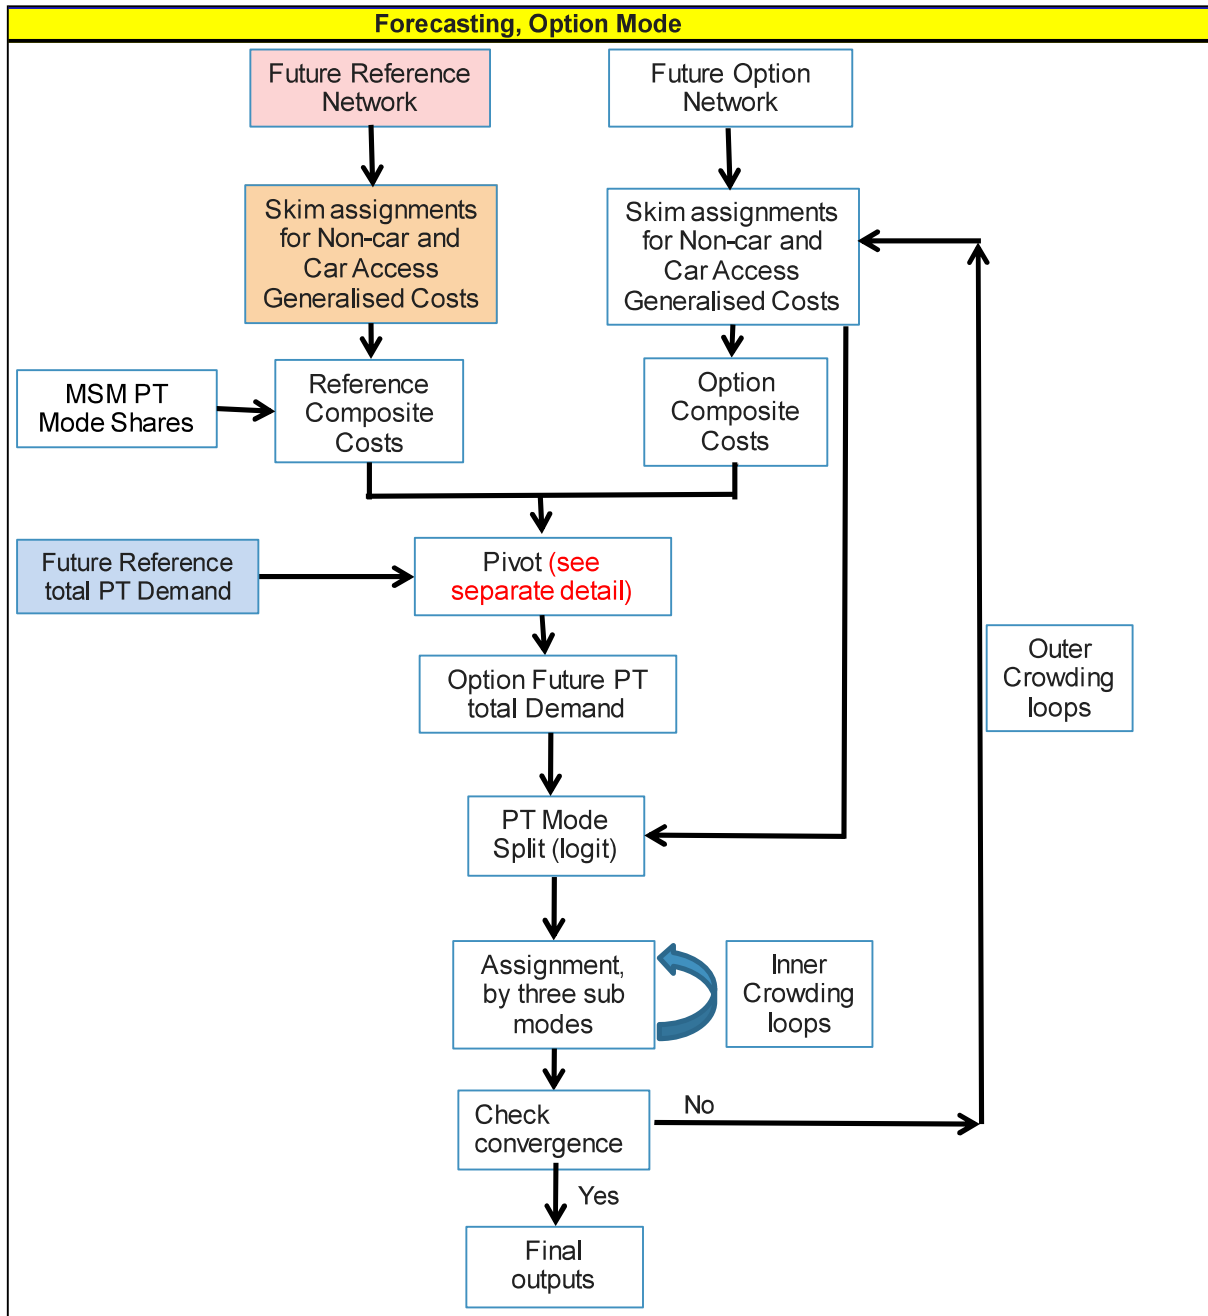 Forecasting, Option Mode
Future Reference
Network
Future Option
Network
Skim assignments
for Non-car and
Car Access
Generalised Costs
Skim assignments
for Non-car and
Car Access
Generalised Costs
MSM PT
Mode Shares
Reference
Composite
Costs
Option
Composite
Costs
Future Reference
total PT Demand
Pivot (see
separate detail)
Option Future PT
total Demand
Outer
Crowding
loops
PT Mode
Split (logit)
Assignment,
by three sub
modes
Inner
Crowding
loops
Check
convergence
No
Yes
Final
outputs